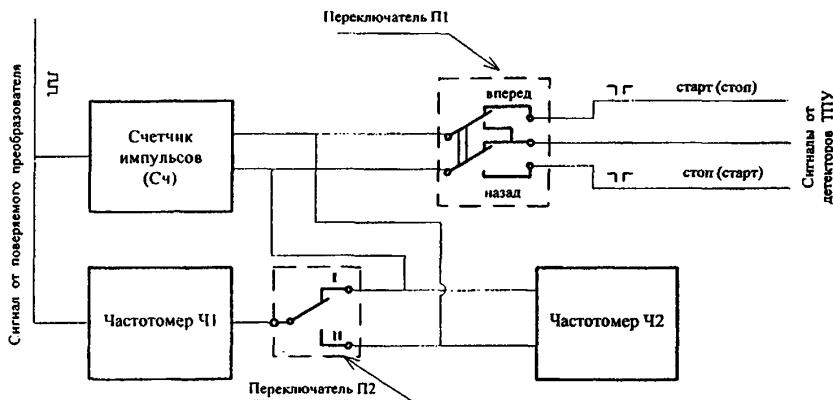 Переключатель П1
Сигнал от поверяемого преобразователя
Счетчик
импульсов
(Сч)
вперед
назад
старт (стоп)
стоп (старт)
Сигналы от
детекторов ТПУ
Частотомер Ч1
I
II
Частотомер Ч2
Переключатель П2